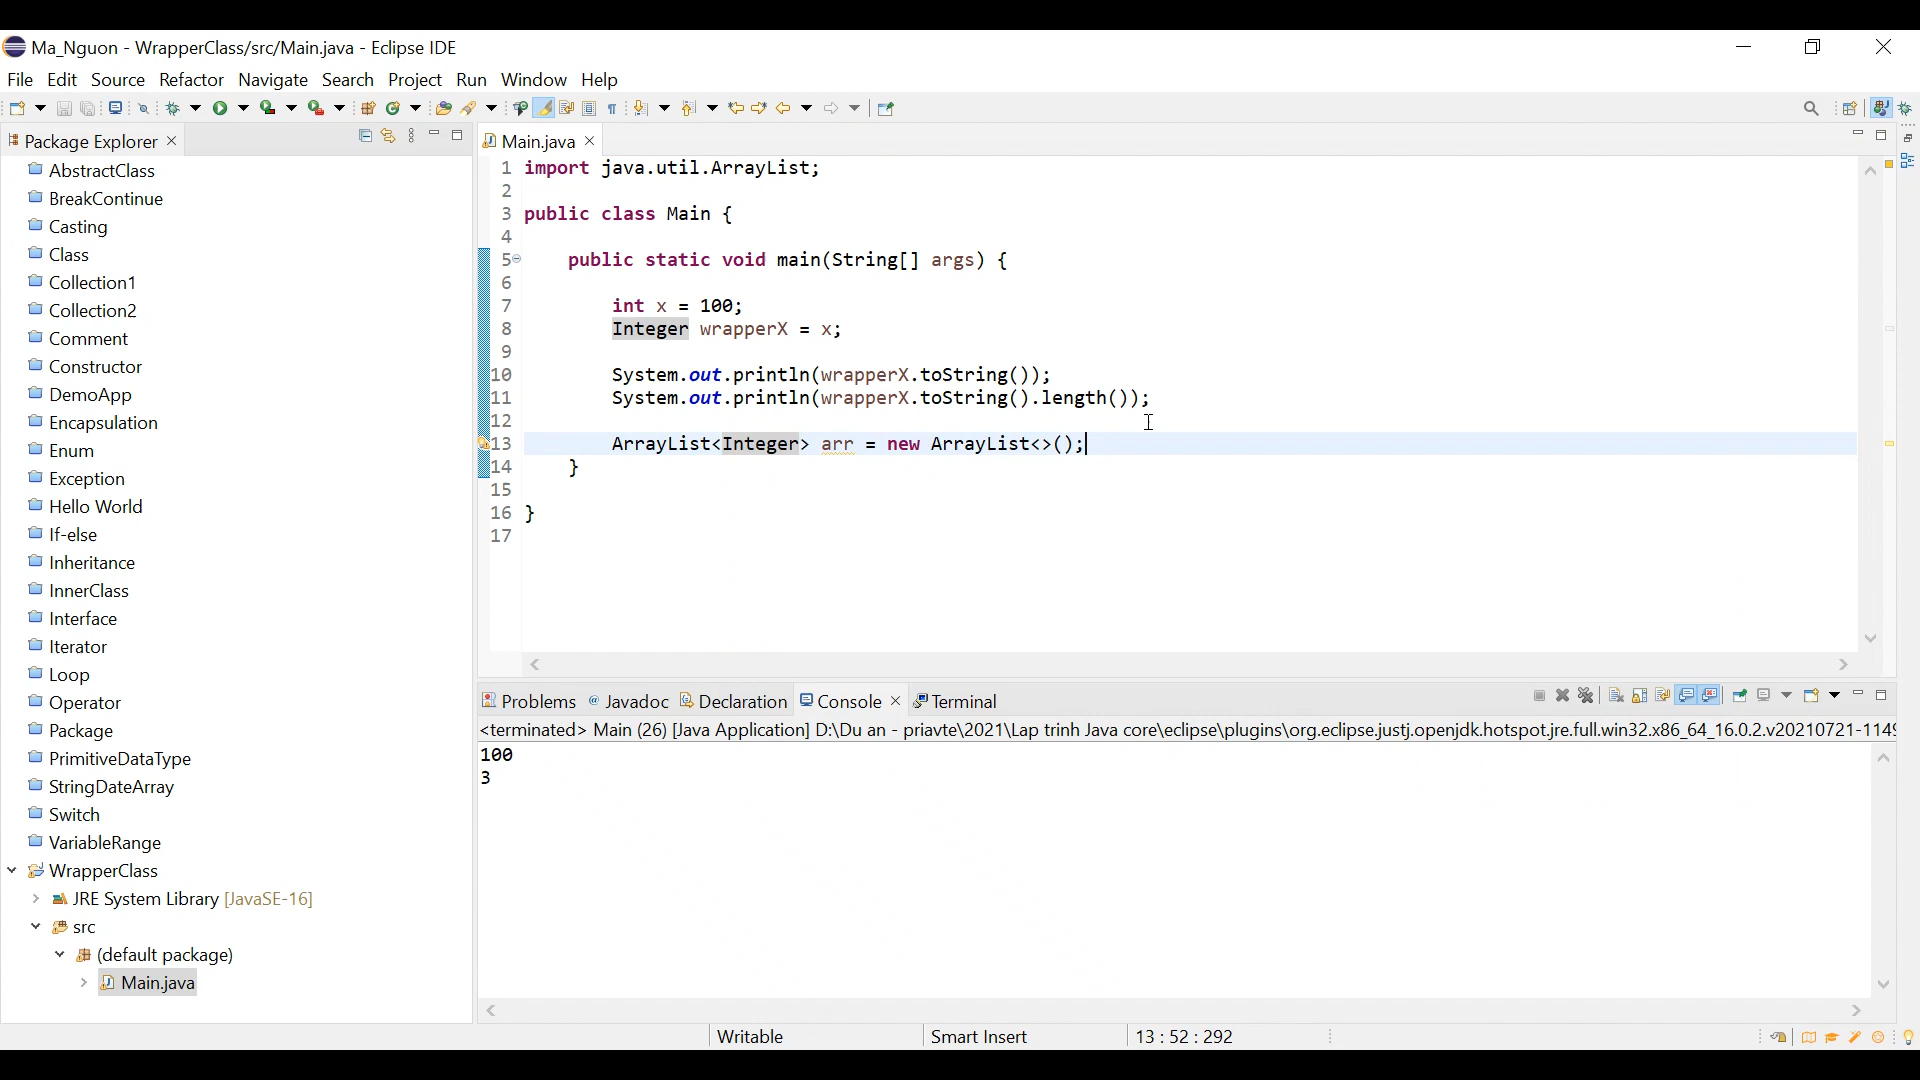 Ma_Nguon - WrapperClass/src/Main.java - Eclipse IDE
File Edit Source Refactor Navigate Search Project Run Window Help
Package Explorer
AbstractClass
BreakContinue
Casting
Class
Collection1
Collection2
Comment
Constructor
DemoApp
Encapsulation
Enum
Exception
Hello World
If-else
Inheritance
InnerClass
Interface
Iterator
Loop
Operator
Package
PrimitiveDataType
StringDateArray
Switch
VariableRange
WrapperClass
JRE System Library [JavaSE-16]
src
(default package)
Main.java
Main.java
1 import java.util.ArrayList;
2
3 public class Main {
4
5 public static void main(String[] args) {
6
7 int x = 100;
8 Integer wrapperX = x;
9
10 System.out.println(wrapperX.toString());
11 System.out.println(wrapperX.toString().length());
12
13 ArrayList<Integer> arr = new ArrayList<>();
14 }
15
16 }
17
Problems @ Javadoc Declaration Console Terminal
<terminated> Main (26) [Java Application] D:\Du an - priavte\2021\Lap trinh Java core\eclipse\plugins\org.eclipse.justj.openjdk.hotspot.jre.full.win32.x86_64_16.0.2.v20210721-1149
100
3
Writable Smart Insert 13 : 52 : 292